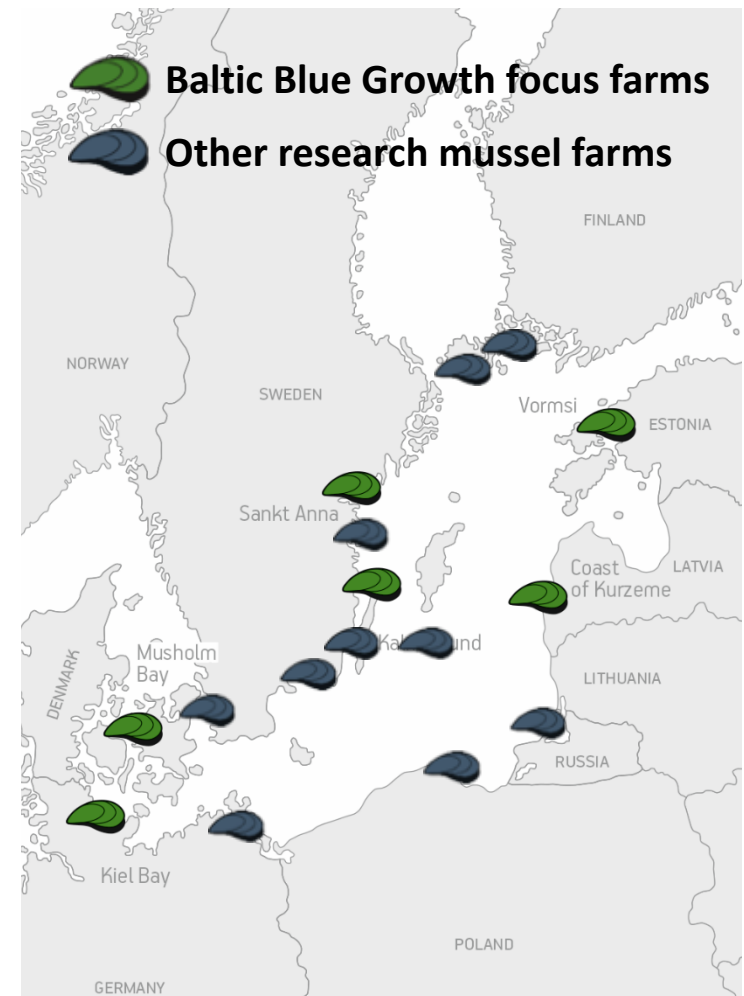 Baltic Blue Growth focus farms
Other research mussel farms
FINLAND
NORWAY
SWEDEN
Vormsi
ESTONIA
Sankt Anna
Coast
of Kurzeme
LATVIA
Musholm
Bay
DENMARK
LITHUANIA
RUSSIA
Kiel Bay
POLAND
GERMANY